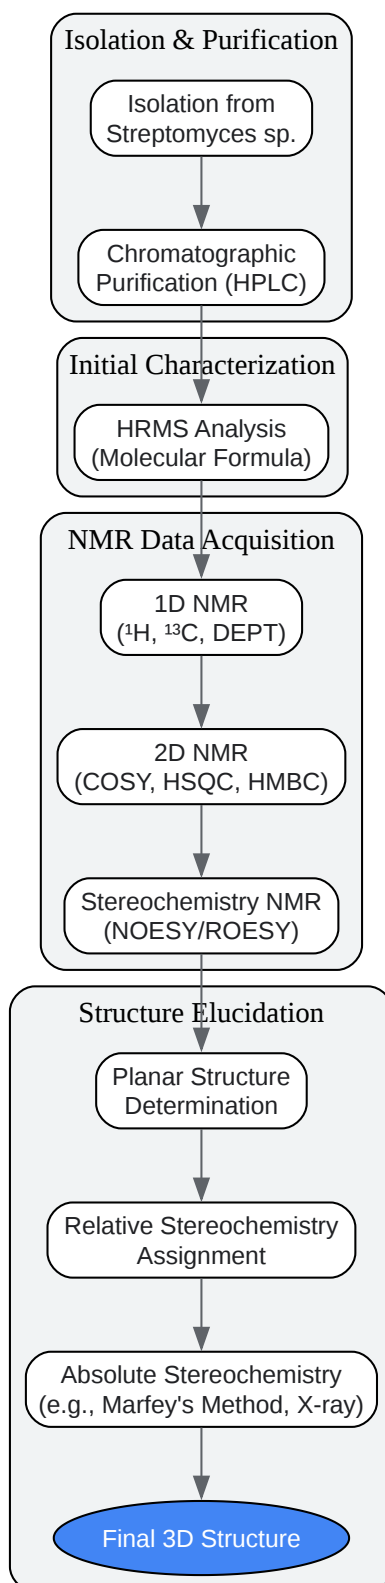 Isolation & Purification
Isolation from
Streptomyces sp.
Chromatographic
Purification (HPLC)
Initial Characterization
HRMS Analysis
(Molecular Formula)
NMR Data Acquisition
1D NMR
(¹H, ¹³C, DEPT)
2D NMR
(COSY, HSQC, HMBC)
Stereochemistry NMR
(NOESY/ROESY)
Structure Elucidation
Planar Structure
Determination
Relative Stereochemistry
Assignment
Absolute Stereochemistry
(e.g., Marfey's Method, X-ray)
Final 3D Structure